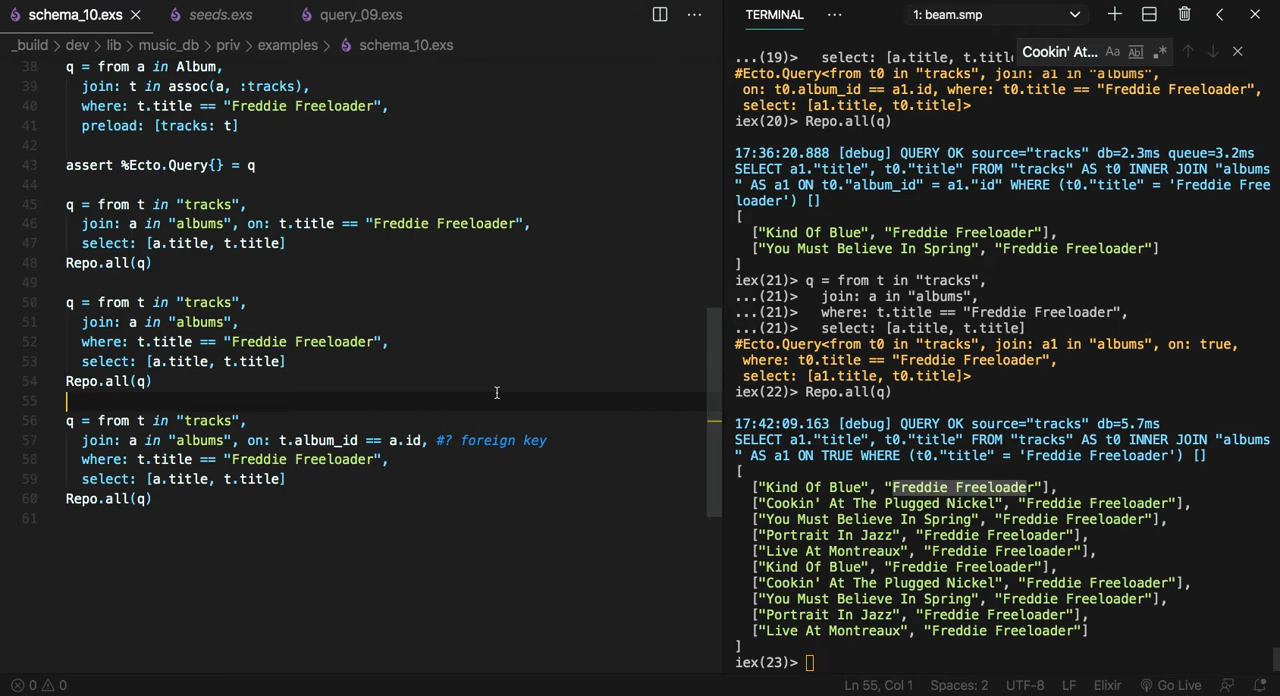 schema_10.exs
seeds.exs
query_09.exs
_build > dev > lib > music_db > priv > examples > schema_10.exs
38 q = from a in Album,
39 join: t in assoc(a, :tracks),
40 where: t.title == "Freddie Freeloader",
41 preload: [tracks: t]
42
43 assert %Ecto.Query{} = q
44
45 q = from t in "tracks",
46 join: a in "albums", on: t.title == "Freddie Freeloader",
47 select: [a.title, t.title]
48 Repo.all(q)
49
50 q = from t in "tracks",
51 join: a in "albums",
52 where: t.title == "Freddie Freeloader",
53 select: [a.title, t.title]
54 Repo.all(q)
55
56 q = from t in "tracks",
57 join: a in "albums", on: t.album_id == a.id, #? foreign key
58 where: t.title == "Freddie Freeloader",
59 select: [a.title, t.title]
60 Repo.all(q)
61
TERMINAL
1: beam.smp
Cookin' At... Aa Abl
...(19)> select: [a.title, t.titl
#Ecto.Query<from t0 in "tracks", join: a1 in "albums",
on: t0.album_id == a1.id, where: t0.title == "Freddie Freeloader",
select: [a1.title, t0.title]>
iex(20)> Repo.all(q)
17:36:20.888 [debug] QUERY OK source="tracks" db=2.3ms queue=3.2ms
SELECT a1."title", t0."title" FROM "tracks" AS t0 INNER JOIN "albums
" AS a1 ON t0."album_id" = a1."id" WHERE (t0."title" = 'Freddie Free
loader') []
[
["Kind Of Blue", "Freddie Freeloader"],
["You Must Believe In Spring", "Freddie Freeloader"]
]
iex(21)> q = from t in "tracks",
...(21)> join: a in "albums",
...(21)> where: t.title == "Freddie Freeloader",
...(21)> select: [a.title, t.title]
#Ecto.Query<from t0 in "tracks", join: a1 in "albums", on: true,
where: t0.title == "Freddie Freeloader",
select: [a1.title, t0.title]>
iex(22)> Repo.all(q)
17:42:09.163 [debug] QUERY OK source="tracks" db=5.7ms
SELECT a1."title", t0."title" FROM "tracks" AS t0 INNER JOIN "albums
" AS a1 ON TRUE WHERE (t0."title" = 'Freddie Freeloader') []
[
["Kind Of Blue", "Freddie Freeloader"],
["Cookin' At The Plugged Nickel", "Freddie Freeloader"],
["You Must Believe In Spring", "Freddie Freeloader"],
["Portrait In Jazz", "Freddie Freeloader"],
["Live At Montreaux", "Freddie Freeloader"],
["Kind Of Blue", "Freddie Freeloader"],
["Cookin' At The Plugged Nickel", "Freddie Freeloader"],
["You Must Believe In Spring", "Freddie Freeloader"],
["Portrait In Jazz", "Freddie Freeloader"],
["Live At Montreaux", "Freddie Freeloader"]
]
iex(23)>
0 0 Ln 55, Col 1 Spaces: 2 UTF-8 LF Elixir Go Live